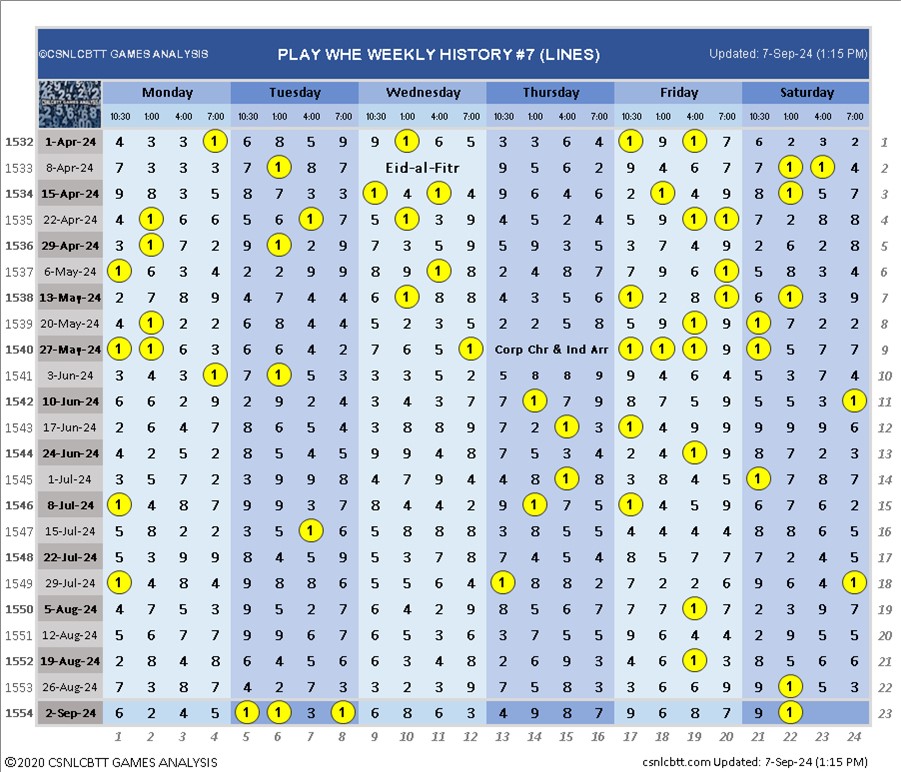 ©CSNLCBTT GAMES ANALYSIS PLAY WHE WEEKLY HISTORY #7 (LINES) Updated: 7-Sep-24 (1:15 PM)
Monday Tuesday Wednesday Thursday Friday Saturday
10:30 1:00 4:00 7:00 10:30 1:00 4:00 7:00 10:30 1:00 4:00 7:00 10:30 1:00 4:00 7:00 10:30 1:00 4:00 7:00 10:30 1:00 4:00 7:00
1532 1-Apr-24 4 3 3 1 6 8 5 9 9 1 6 5 3 3 6 4 1 9 1 7 6 2 3 2 1
1533 8-Apr-24 7 3 3 3 7 1 8 7 Eid-al-Fitr 9 5 6 2 9 4 6 7 7 1 1 4 2
1534 15-Apr-24 9 8 3 5 8 7 3 3 1 4 1 4 9 6 4 6 2 1 4 9 8 1 5 7 3
1535 22-Apr-24 4 1 6 6 5 6 1 7 5 1 3 9 4 5 2 4 5 9 1 1 7 2 8 8 4
1536 29-Apr-24 3 1 7 2 9 1 2 9 7 3 5 9 5 9 3 5 3 7 4 9 2 6 2 8 5
1537 6-May-24 1 6 3 4 2 2 9 9 8 9 1 8 2 4 8 7 7 9 6 1 5 8 3 4 6
1538 13-May-24 2 7 8 9 4 7 4 4 6 1 8 8 4 3 5 6 1 2 8 1 6 1 3 9 7
1539 20-May-24 4 1 2 2 6 8 4 4 5 2 3 5 2 2 5 8 5 9 1 9 1 7 2 2 8
1540 27-May-24 1 1 6 3 6 6 4 2 7 6 5 1 Corp Chr & Ind Arr 1 1 1 9 1 5 7 7 9
1541 3-Jun-24 3 4 3 1 7 1 5 3 3 3 5 2 5 8 8 9 9 4 6 4 5 3 7 4 10
1542 10-Jun-24 6 6 2 9 2 9 2 4 3 4 3 7 7 1 7 9 8 7 5 9 5 5 3 1 11
1543 17-Jun-24 2 6 4 7 8 6 5 4 3 6 2 7 7 2 1 3 1 4 9 9 9 9 9 6 12
1544 24-Jun-24 4 2 5 2 8 4 5 2 9 9 4 8 7 5 3 4 2 4 1 9 8 7 2 3 13
1545 1-Jul-24 3 5 7 2 3 9 9 8 4 7 9 4 4 8 1 8 3 8 4 5 1 8 7 2 14
1546 8-Jul-24 1 4 8 7 9 9 3 7 8 4 4 2 9 1 7 5 1 4 5 9 6 7 6 2 15
1547 15-Jul-24 5 8 2 2 3 5 1 6 5 8 8 8 3 8 5 5 4 4 4 4 8 8 6 5 16
1548 22-Jul-24 5 3 9 9 8 4 5 9 5 3 7 8 7 4 5 4 8 5 7 7 7 2 4 5 17
1549 29-Jul-24 1 4 8 4 9 8 8 6 5 5 6 4 1 8 8 2 7 2 2 6 9 6 4 1 18
1550 5-Aug-24 4 7 5 3 9 5 2 7 6 4 2 9 8 5 6 7 7 7 1 7 2 3 9 7 19
1551 12-Aug-24 5 6 7 7 9 9 6 7 6 5 3 6 3 7 5 5 9 6 4 4 2 9 5 5 20
1552 19-Aug-24 2 8 4 8 6 4 5 6 6 3 4 8 2 6 9 3 4 6 1 3 8 5 6 6 21
1553 26-Aug-24 7 3 8 7 4 2 7 3 3 2 3 9 7 5 8 3 3 6 6 9 9 1 5 3 22
1554 2-Sep-24 6 2 4 5 1 1 3 1 6 8 6 3 4 9 8 7 9 6 8 7 9 1 23
1 2 3 4 5 6 7 8 9 10 11 12 13 14 15 16 17 18 19 20 21 22 23 24
©2020 CSNLCBTT GAMES ANALYSIS csnlcbtt.com Updated: 7-Sep-24 (1:15 PM)